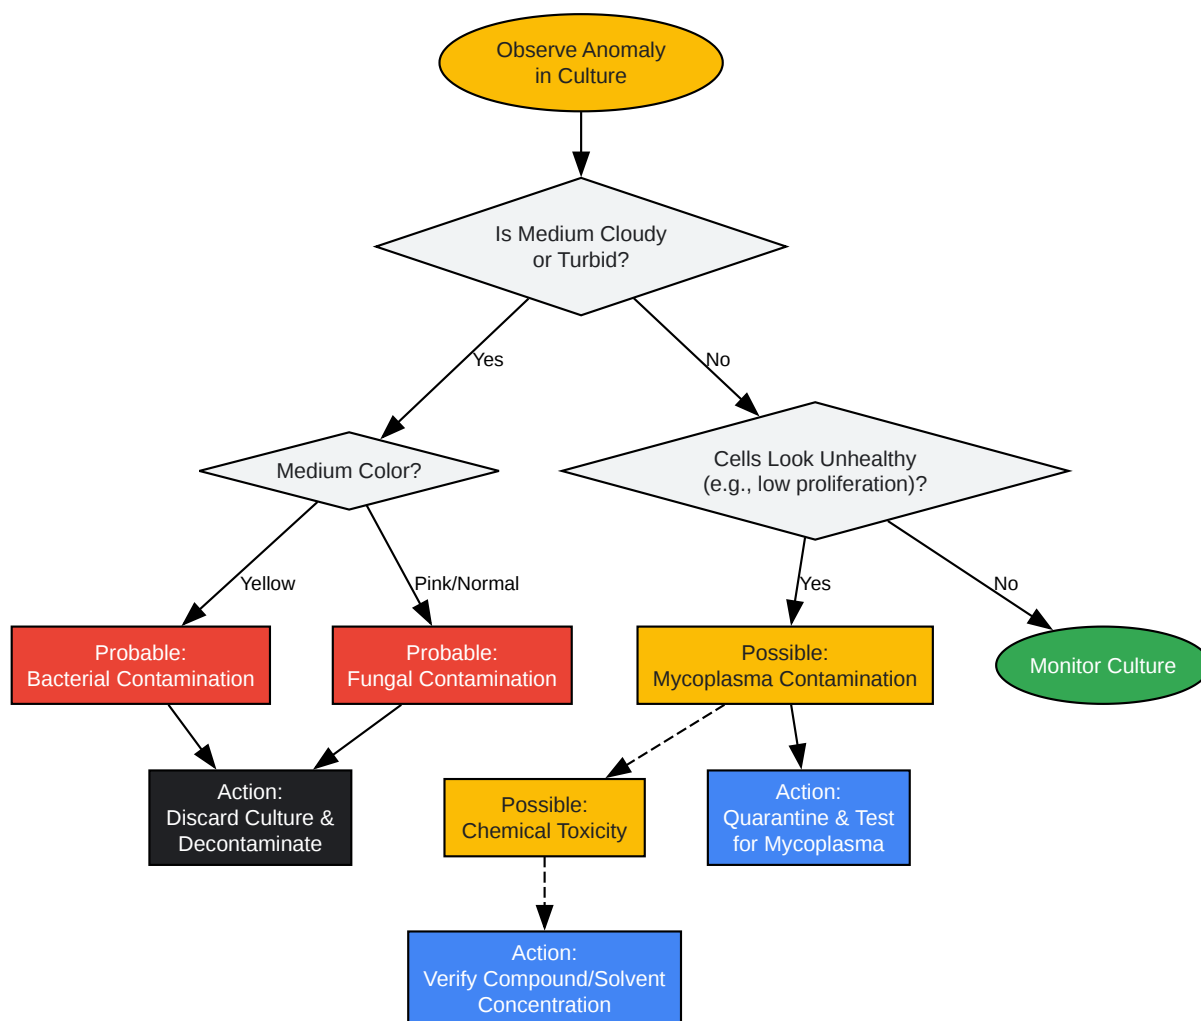 Observe Anomaly
in Culture
Is Medium Cloudy
or Turbid?
Yes
No
Medium Color?
Cells Look Unhealthy
(e.g., low proliferation)?
Yellow
Pink/Normal
Yes
No
Probable:
Bacterial Contamination
Probable:
Fungal Contamination
Possible:
Mycoplasma Contamination
Monitor Culture
Action:
Discard Culture &
Decontaminate
Possible:
Chemical Toxicity
Action:
Quarantine & Test
for Mycoplasma
Action:
Verify Compound/Solvent
Concentration